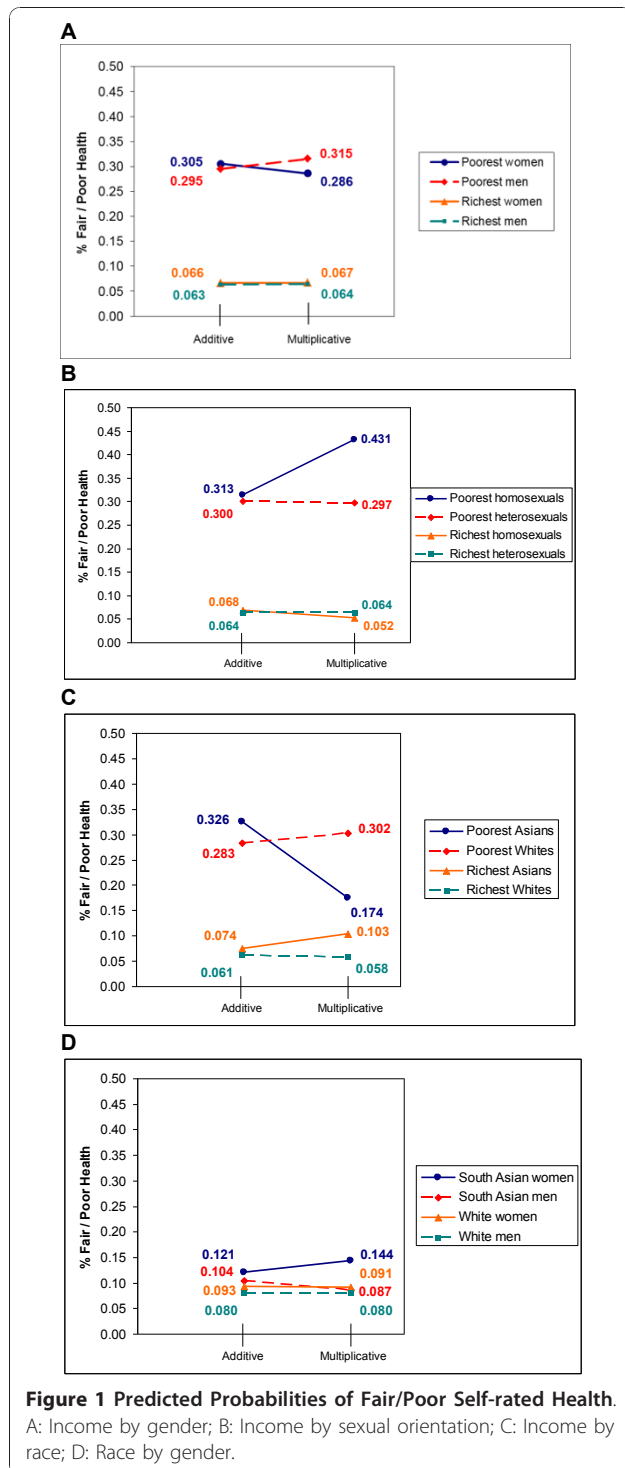 A
% Fair / Poor Health
0.50
0.45
0.40
0.35
0.30
0.25
0.20
0.15
0.10
0.05
0.00
0.305
0.295
0.315
0.286
0.066
0.063
0.067
0.064
Additive
Multiplicative
Poorest women
Poorest men
Richest women
Richest men
B
% Fair / Poor Health
0.50
0.45
0.40
0.35
0.30
0.25
0.20
0.15
0.10
0.05
0.00
0.313
0.300
0.431
0.297
0.068
0.064
0.064
0.052
Additive
Multiplicative
Poorest homosexuals
Poorest heterosexuals
Richest homosexuals
Richest heterosexuals
C
% Fair / Poor Health
0.50
0.45
0.40
0.35
0.30
0.25
0.20
0.15
0.10
0.05
0.00
0.326
0.283
0.302
0.174
0.074
0.061
0.103
0.058
Additive
Multiplicative
Poorest Asians
Poorest Whites
Richest Asians
Richest Whites
D
% Fair / Poor Health
0.50
0.45
0.40
0.35
0.30
0.25
0.20
0.15
0.10
0.05
0.00
0.121
0.104
0.093
0.080
0.144
0.091
0.087
0.080
Additive
Multiplicative
South Asian women
South Asian men
White women
White men
Figure 1 Predicted Probabilities of Fair/Poor Self-rated Health.
A: Income by gender; B: Income by sexual orientation; C: Income by
race; D: Race by gender.